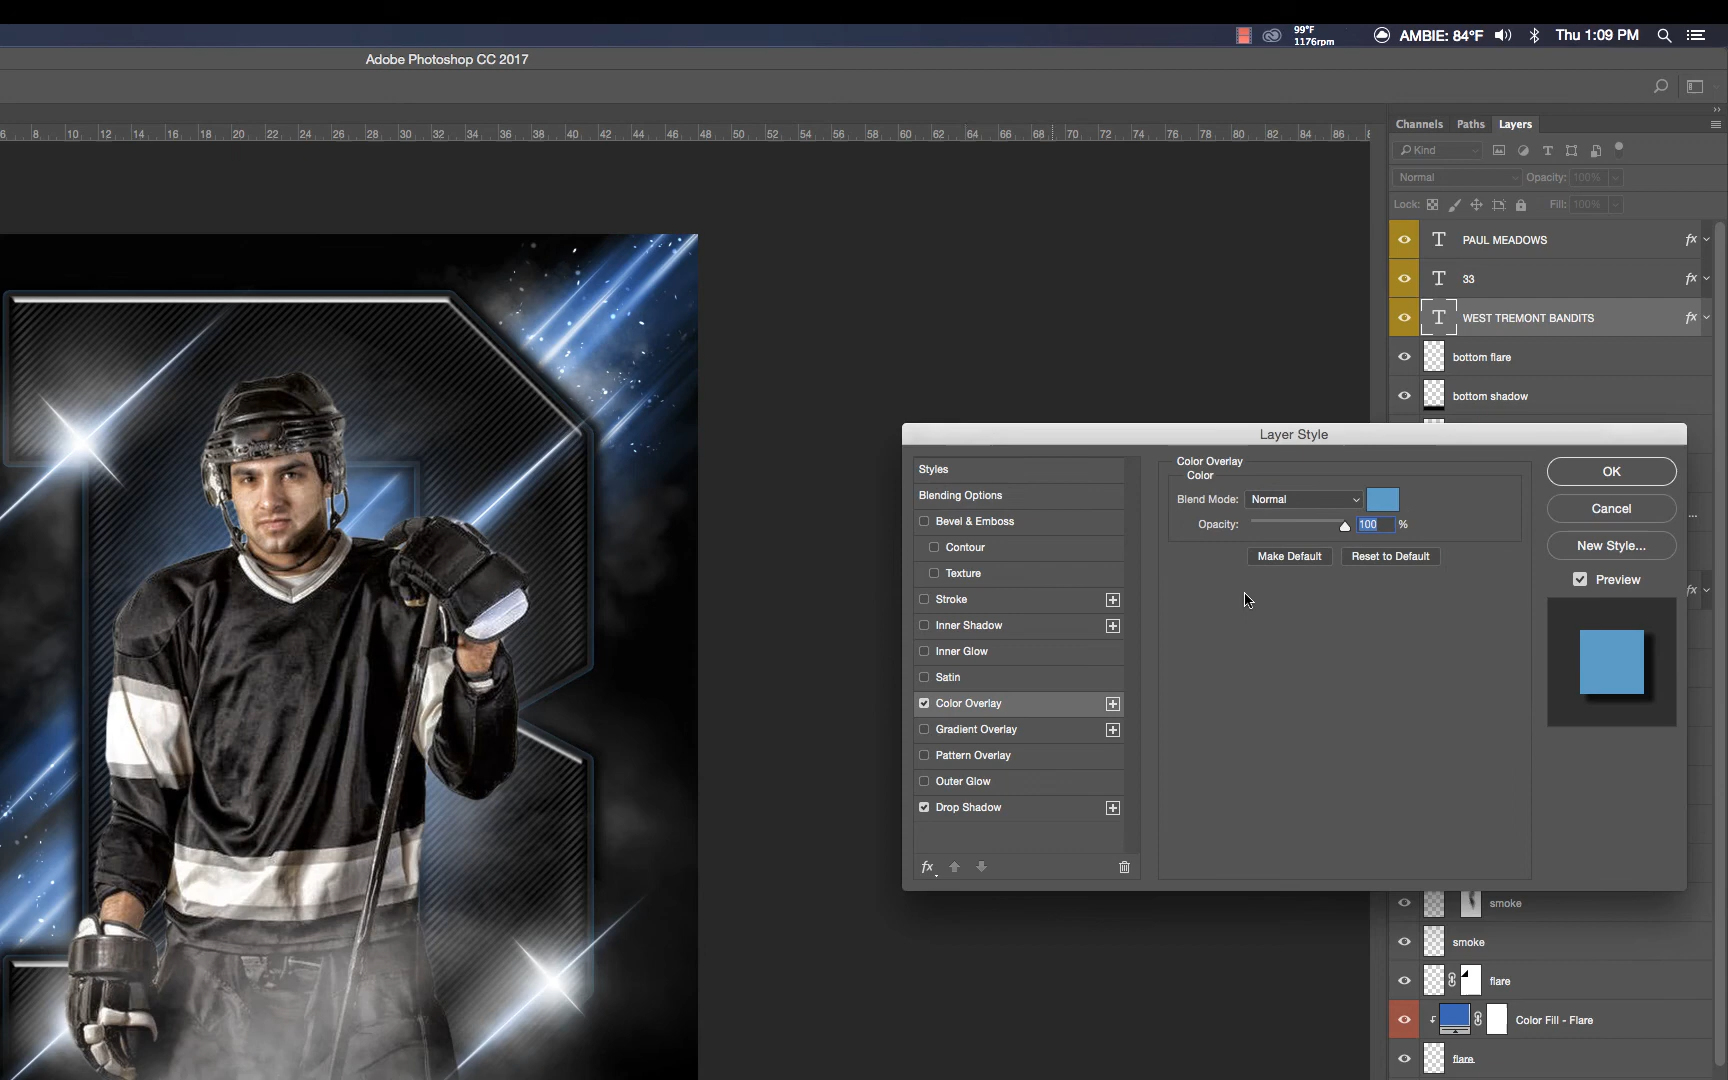 99°F
1176rpm
AMBIE: 84°F
Thu 1:09 PM
Adobe Photoshop CC 2017
6 8 10 12 14 16 18 20 22 24 26 28 30 32 34 36 38 40 42 44 46 48 50 52 54 56 58 60 62 64 66 68 70 72 74 76 78 80 82 84 86
Channels Paths Layers
Kind
Normal Opacity: 100%
Lock: Fill: 100%
T PAUL MEADOWS fx
T 33 fx
T WEST TREMONT BANDITS fx
bottom flare
bottom shadow
Layer Style
Styles
Blending Options
Bevel & Emboss
Contour
Texture
Stroke
Inner Shadow
Inner Glow
Satin
Color Overlay
Gradient Overlay
Pattern Overlay
Outer Glow
Drop Shadow
fx
Color Overlay
Color
Blend Mode: Normal
Opacity: 100 %
Make Default Reset to Default
OK
Cancel
New Style...
Preview
...
fx
smoke
smoke
flare
Color Fill - Flare
flare